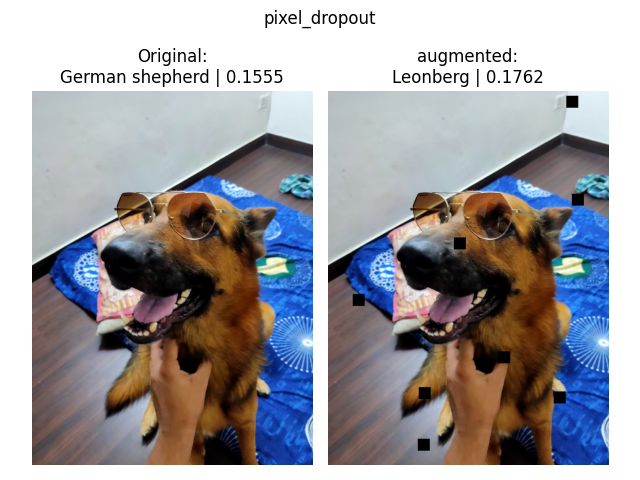 pixel_dropout
Original:
German shepherd | 0.1555
augmented:
Leonberg | 0.1762